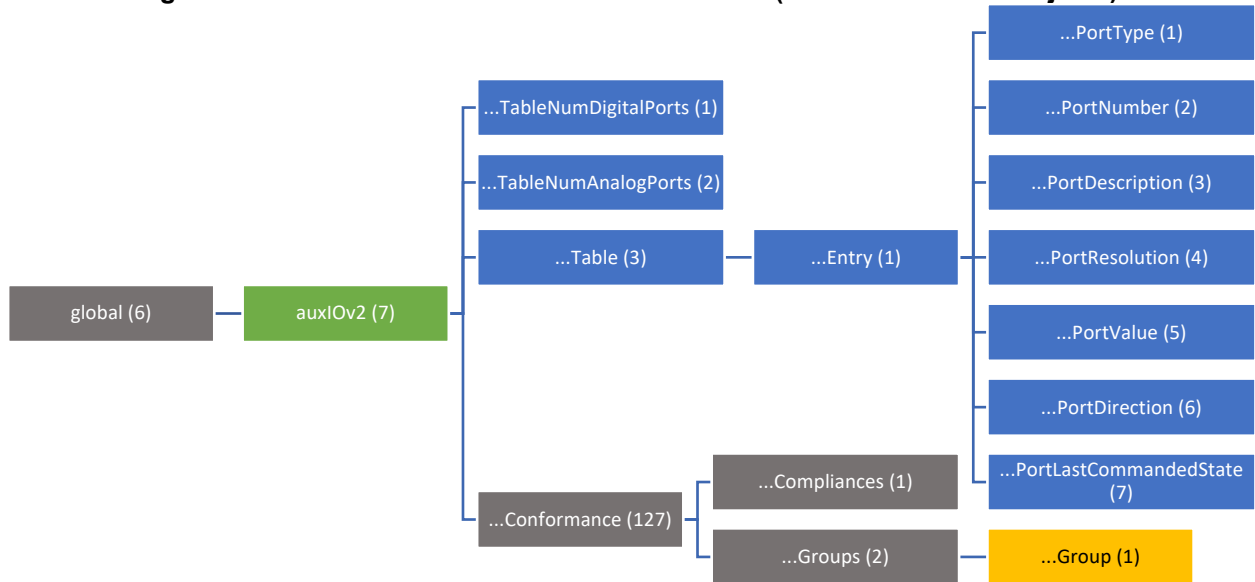 ...PortType (1)
...TableNumDigitalPorts (1)
...PortNumber (2)
...TableNumAnalogPorts (2)
...PortDescription (3)
...Table (3)
...Entry (1)
...PortResolution (4)
global (6)
auxIOv2 (7)
...PortValue (5)
...PortDirection (6)
...PortLastCommandedState
(7)
...Compliances (1)
...Conformance (127)
...Groups (2)
...Group (1)